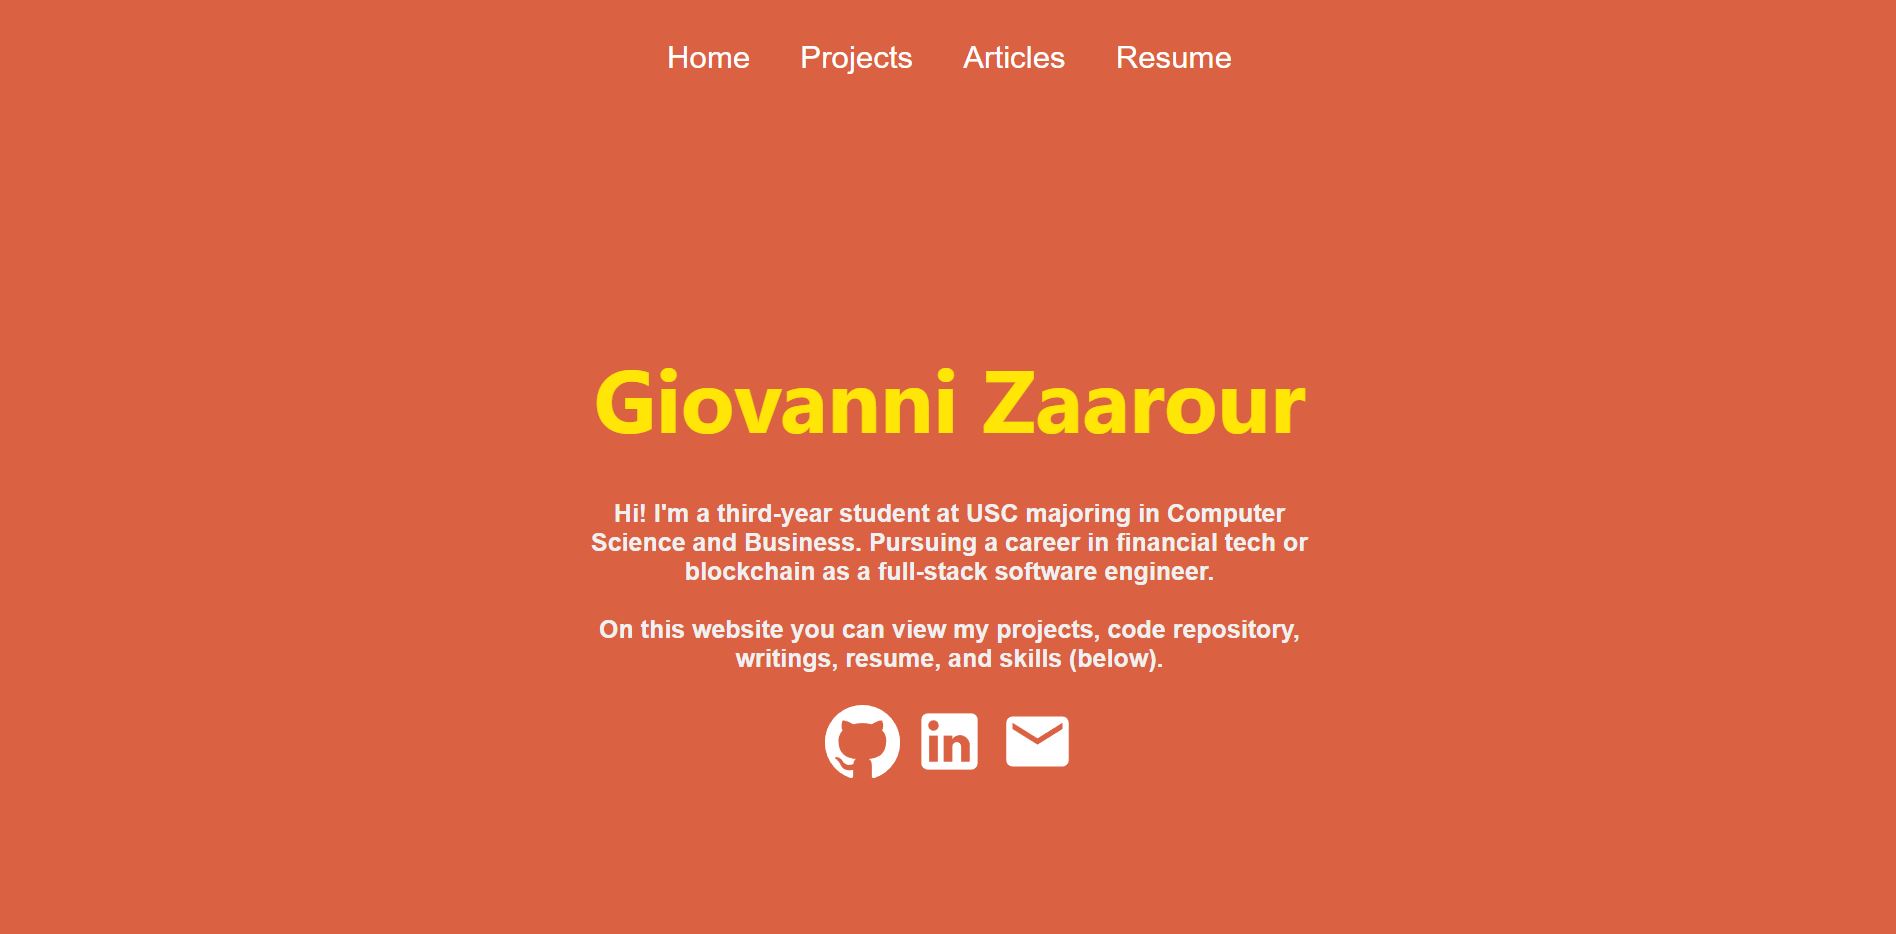 Home Projects Articles Resume
Giovanni Zaarour
Hi! I'm a third-year student at USC majoring in Computer
Science and Business. Pursuing a career in financial tech or
blockchain as a full-stack software engineer.
On this website you can view my projects, code repository,
writings, resume, and skills (below).
in